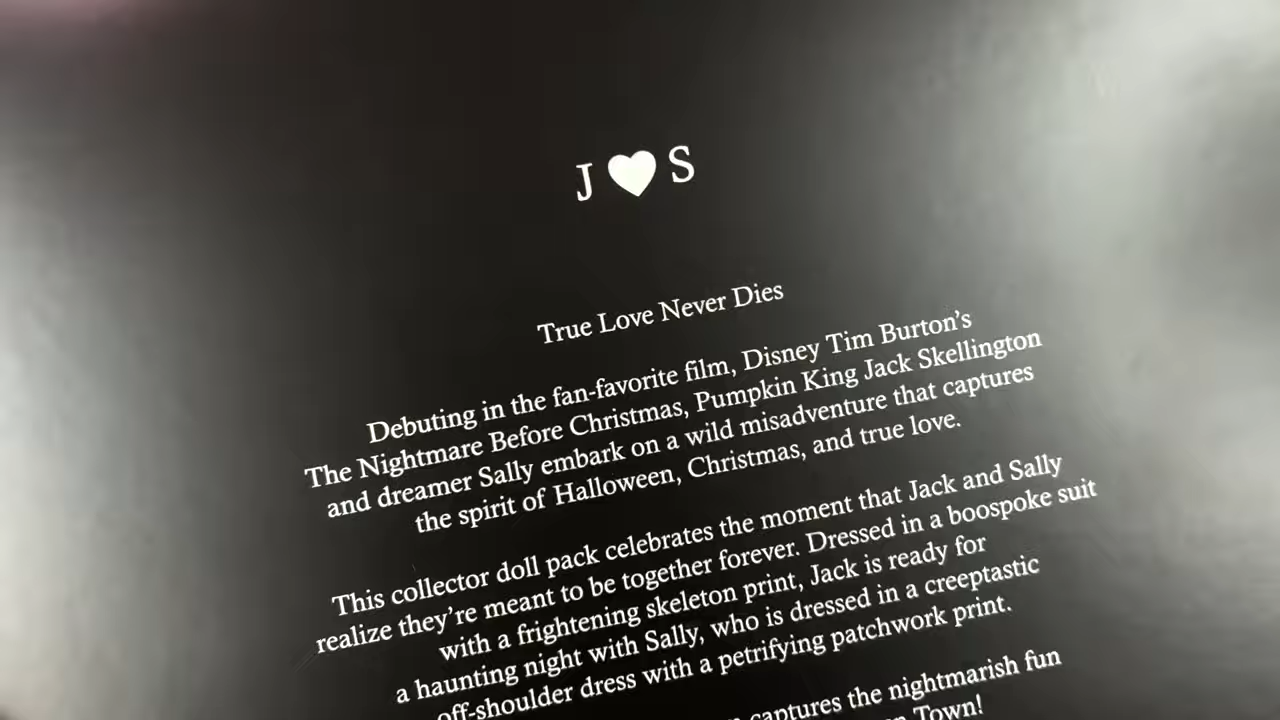 J ♥ S
True Love Never Dies
Debuting in the fan-favorite film, Disney Tim Burton’s
The Nightmare Before Christmas, Pumpkin King Jack Skellington
and dreamer Sally embark on a wild misadventure that captures
the spirit of Halloween, Christmas, and true love.
This collector doll pack celebrates the moment that Jack and Sally
realize they’re meant to be together forever. Dressed in a boospoke suit
with a frightening skeleton print, Jack is ready for
a haunting night with Sally, who is dressed in a creeptastic
off-shoulder dress with a petrifying patchwork print.
captures the nightmarish fun
Town!